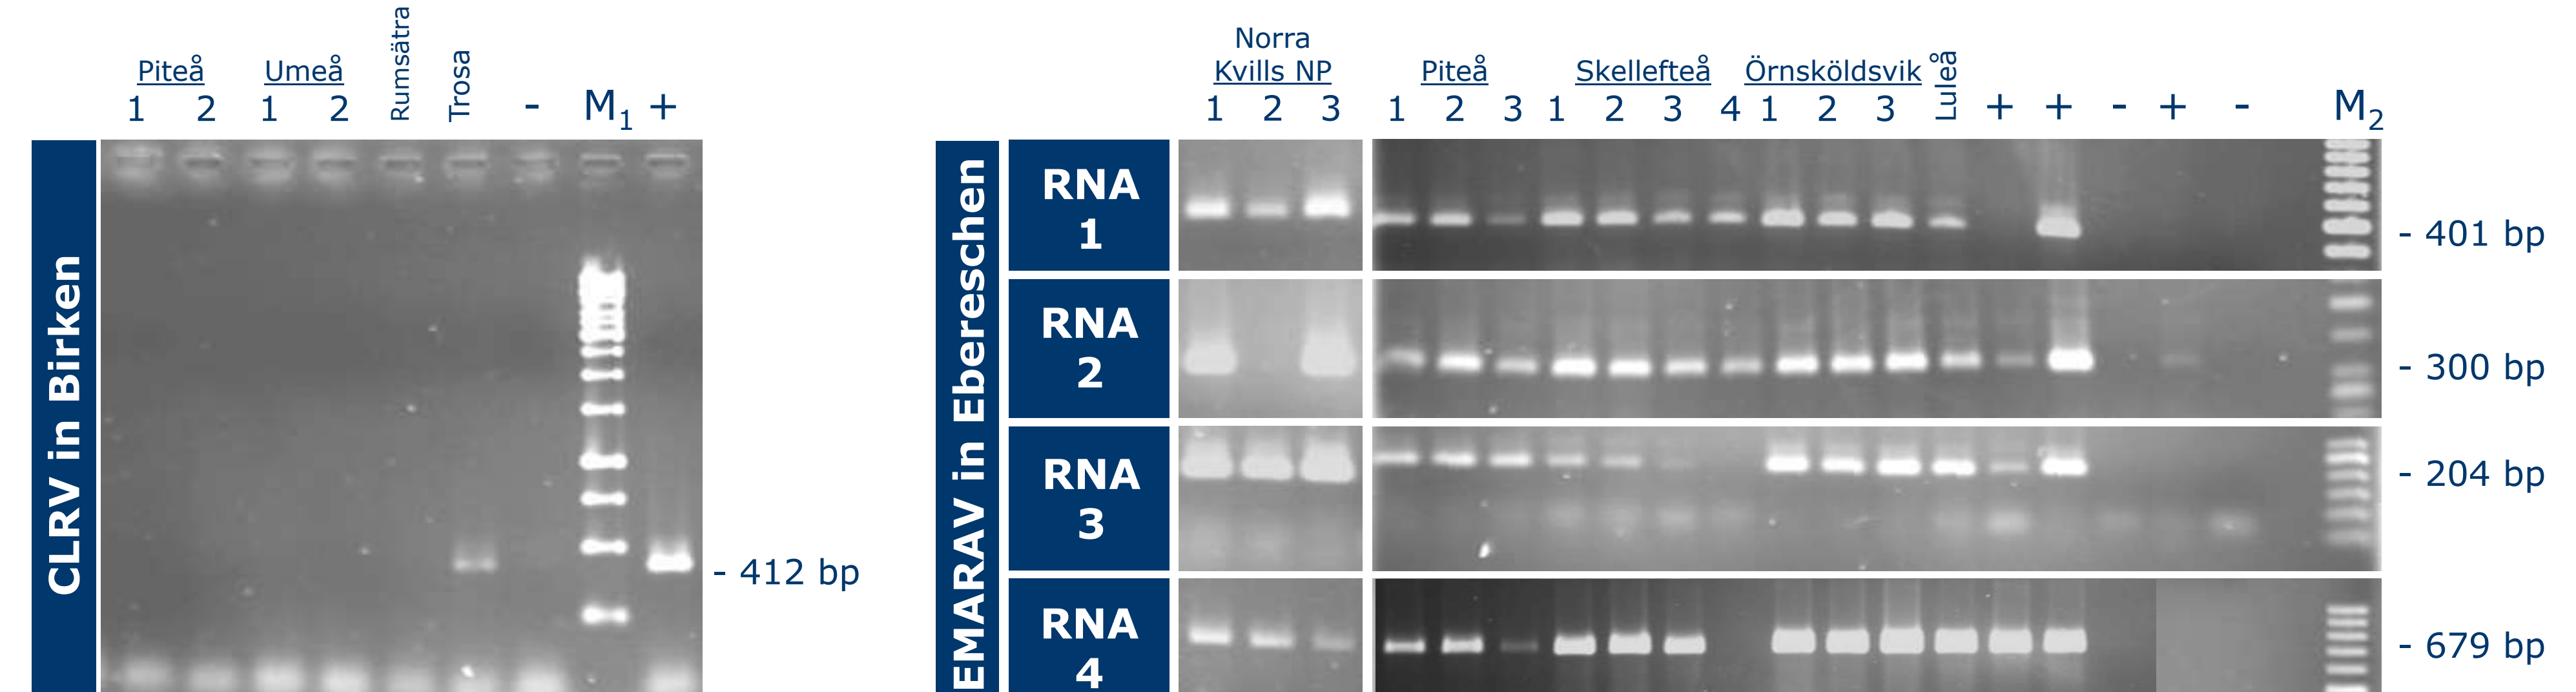 Piteå Umeå Rumsätra Trosa
1 2 1 2 - M1 +
CLRV in Birken
- 412 bp
Norra
Kvills NP Piteå Skellefteå Örnsköldsvik Luleå
1 2 3 1 2 3 1 2 3 4 1 2 3 + + - + - M2
EMARAV in Ebereschen
RNA
1
- 401 bp
RNA
2
- 300 bp
RNA
3
- 204 bp
RNA
4
- 679 bp